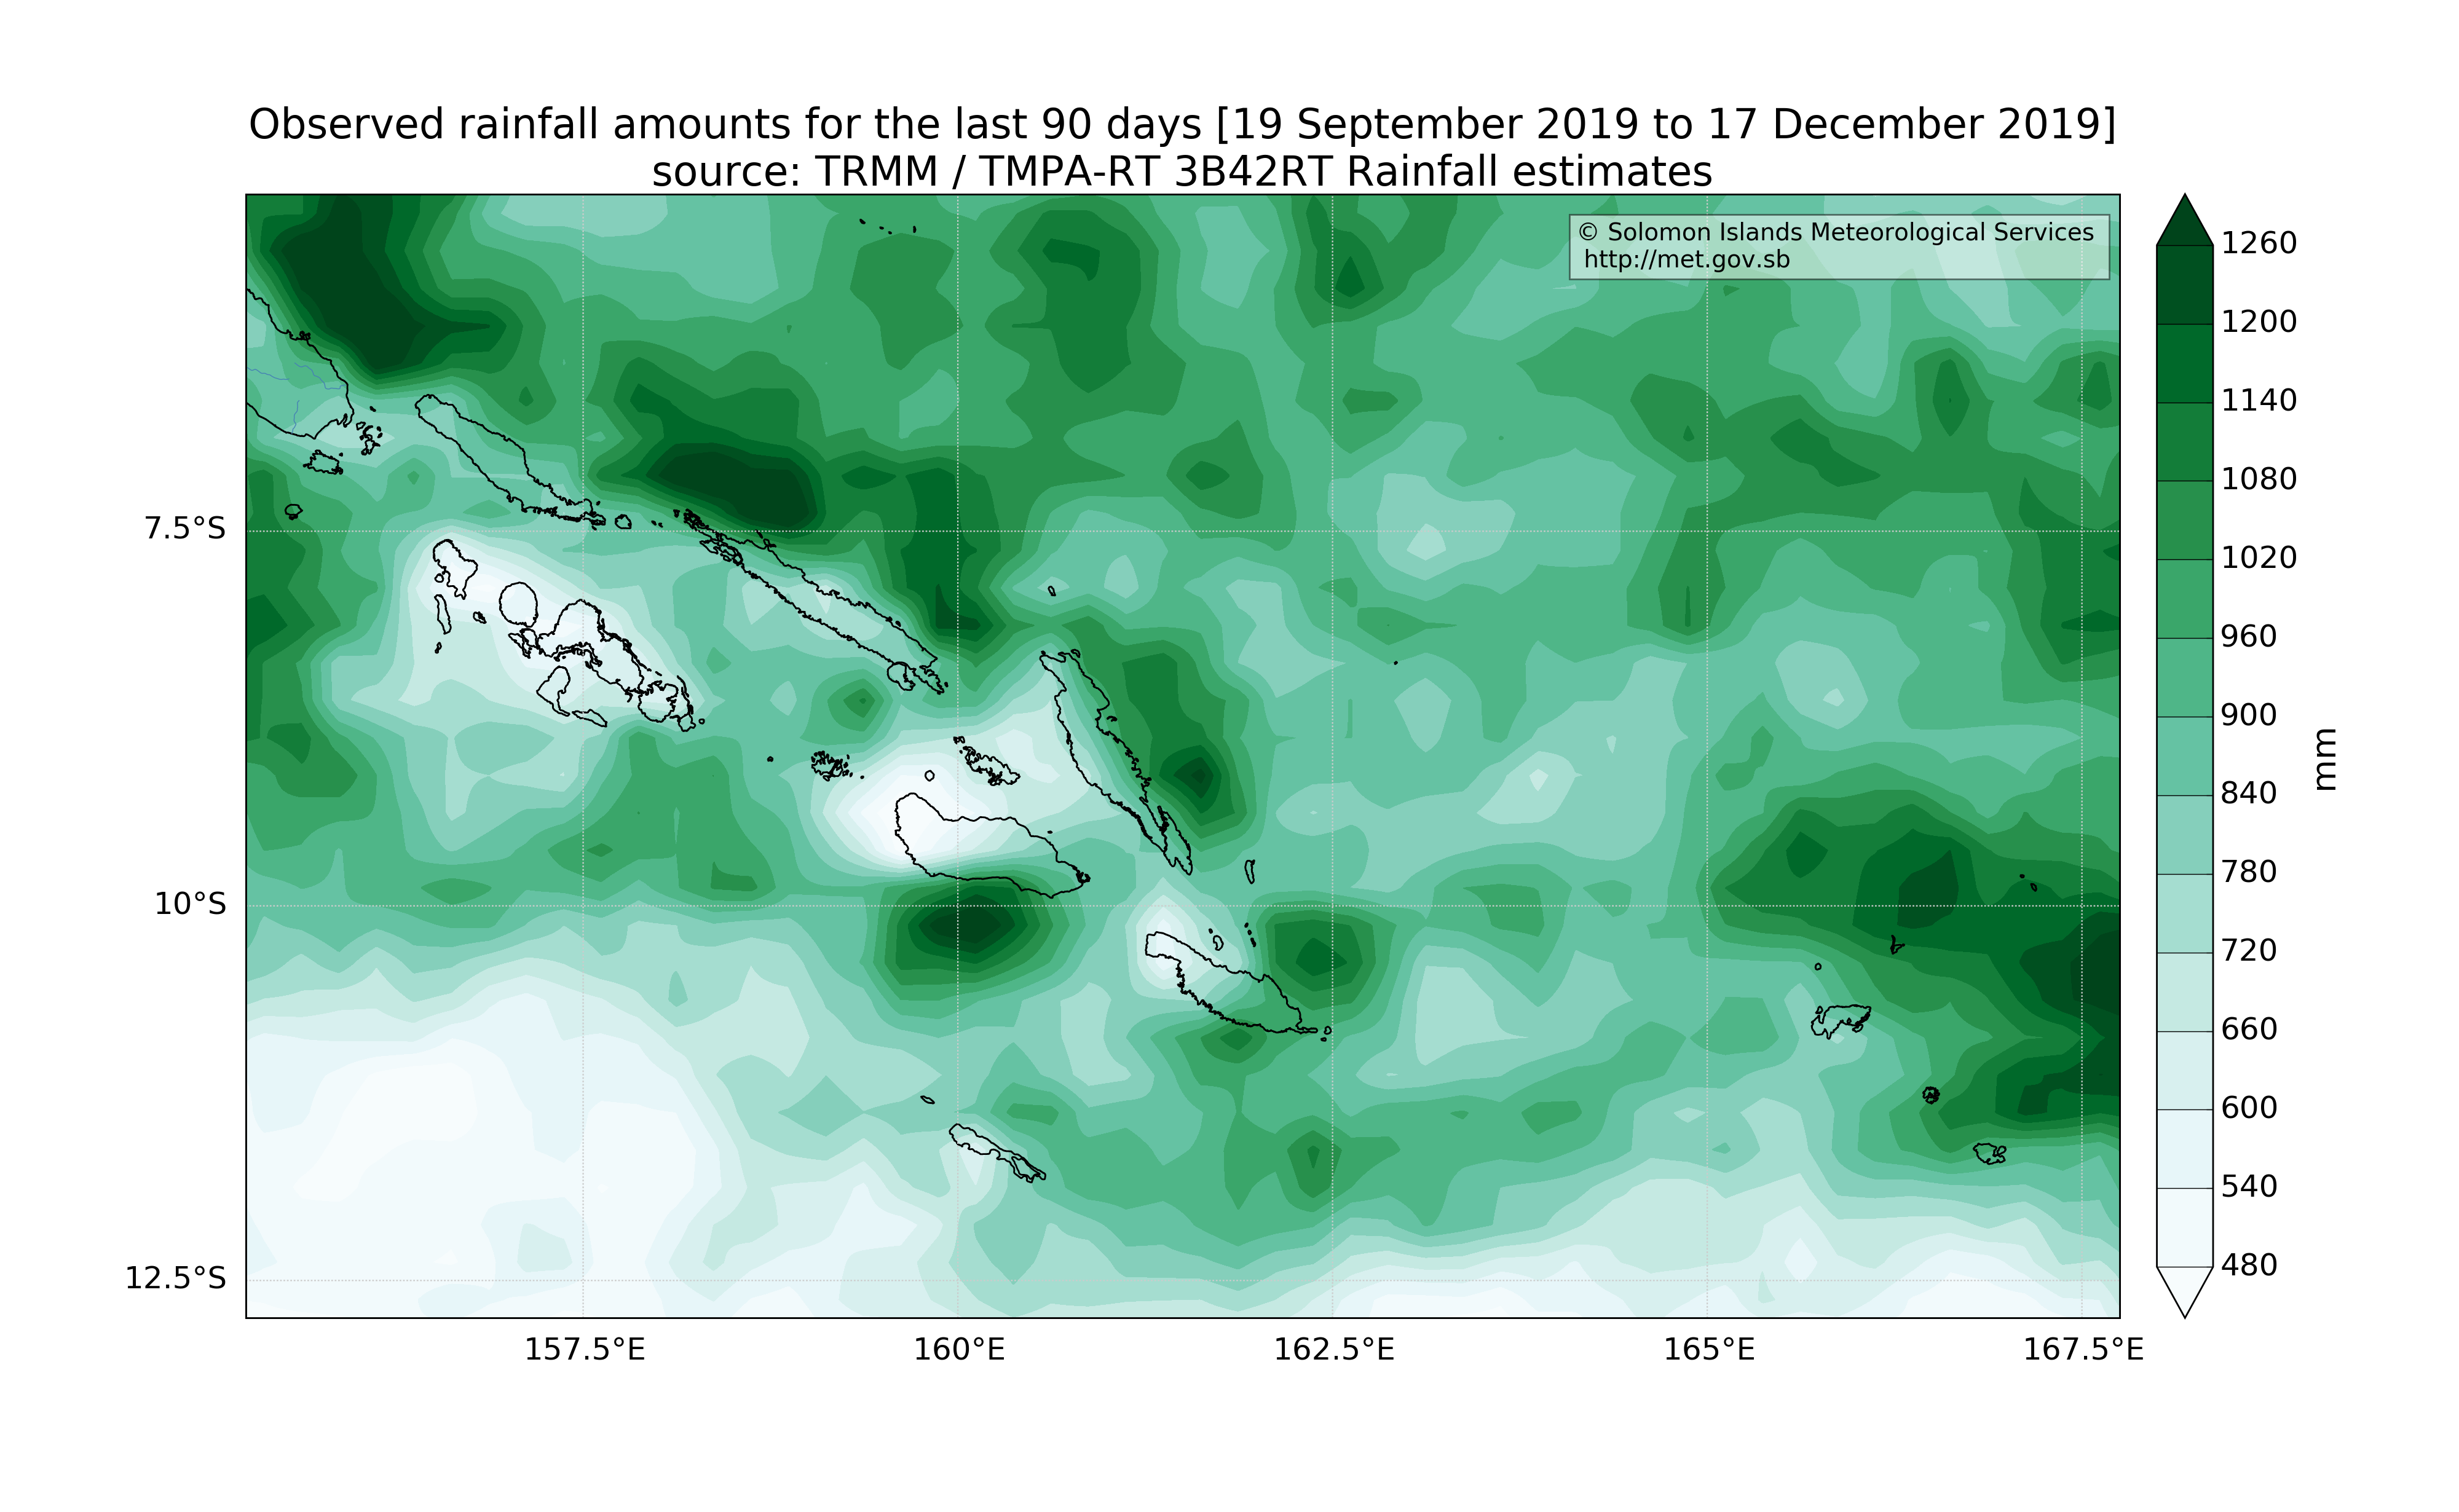 Observed rainfall amounts for the last 90 days [19 September 2019 to 17 December 2019]
source: TRMM / TMPA-RT 3B42RT Rainfall estimates
© Solomon Islands Meteorological Services
http://met.gov.sb
7.5°S
10°S
12.5°S
157.5°E
160°E
162.5°E
165°E
167.5°E
1260
1200
1140
1080
1020
960
900
840
780
720
660
600
540
480
mm